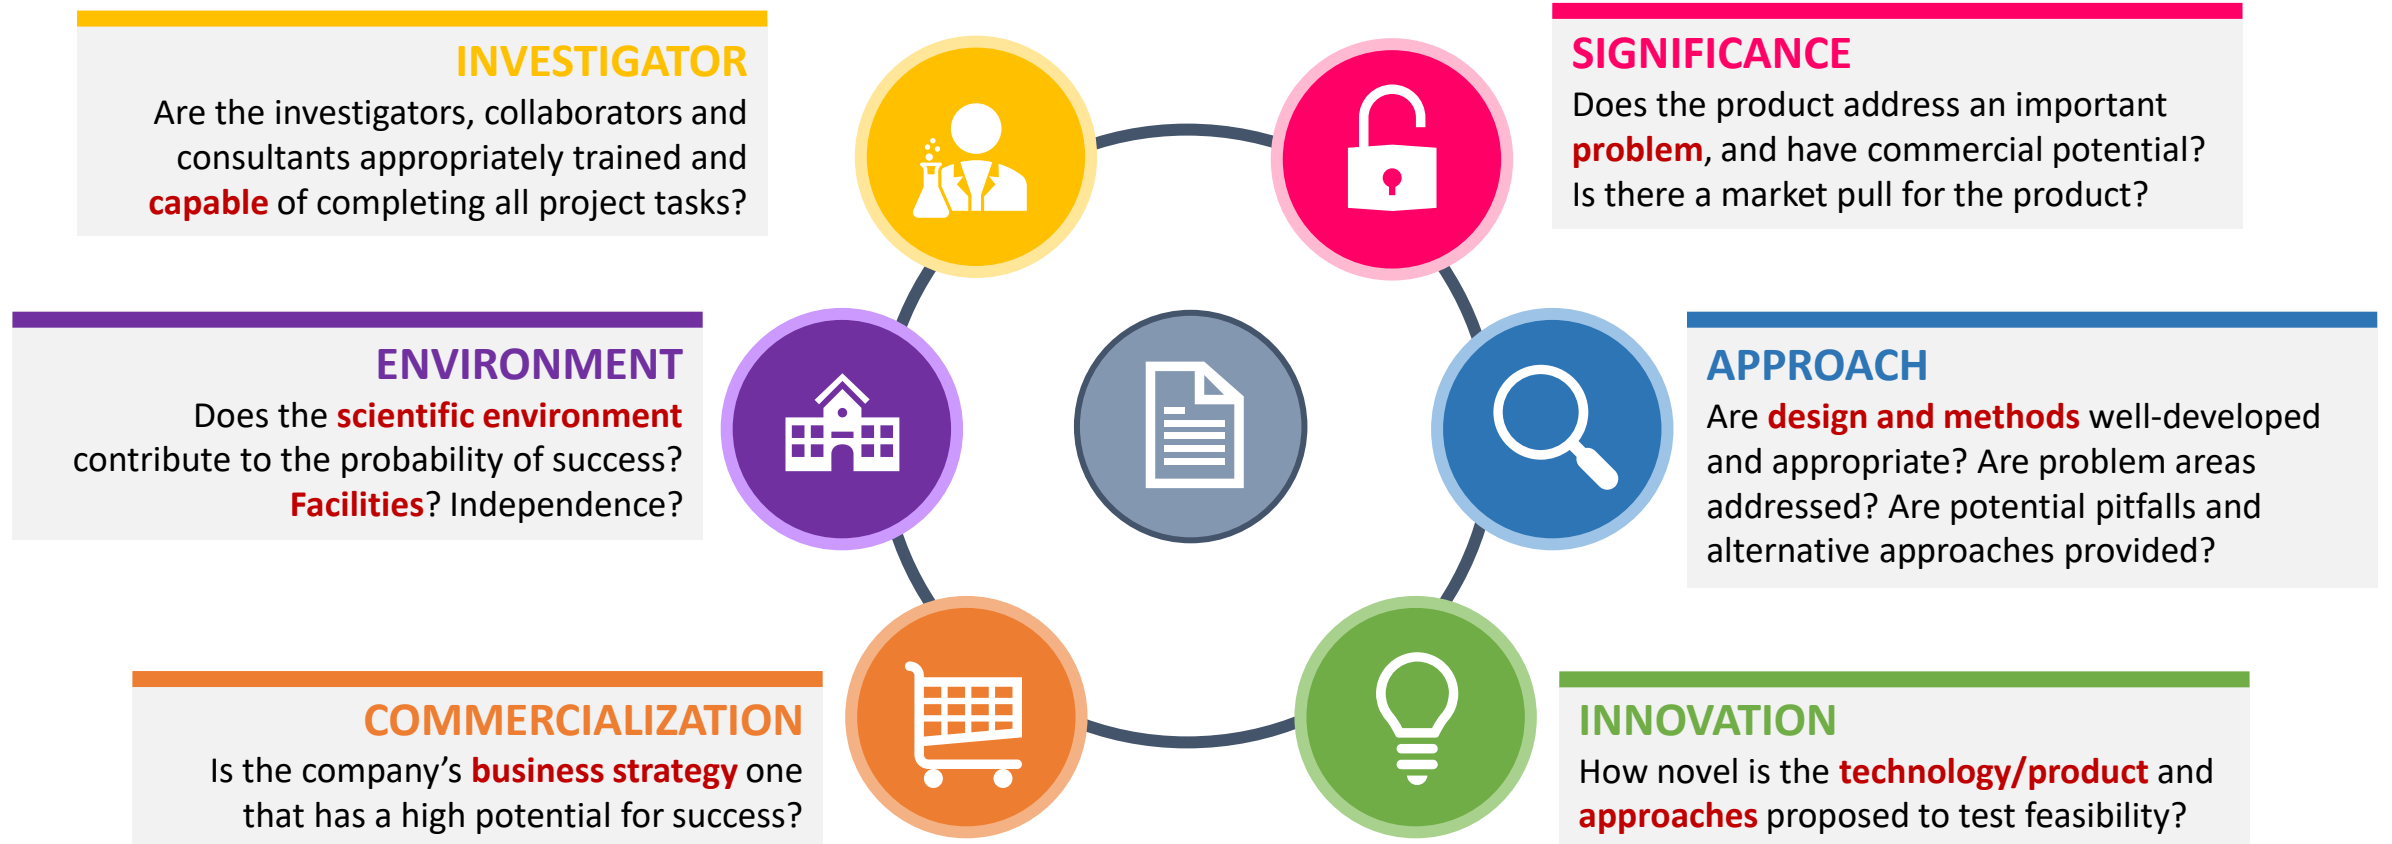 INVESTIGATOR
Are the investigators, collaborators and
consultants appropriately trained and
capable of completing all project tasks?
SIGNIFICANCE
Does the product address an important
problem, and have commercial potential?
Is there a market pull for the product?
ENVIRONMENT
Does the scientific environment
contribute to the probability of success?
Facilities? Independence?
APPROACH
Are design and methods well-developed
and appropriate? Are problem areas
addressed? Are potential pitfalls and
alternative approaches provided?
COMMERCIALIZATION
Is the company’s business strategy one
that has a high potential for success?
INNOVATION
How novel is the technology/product and
approaches proposed to test feasibility?